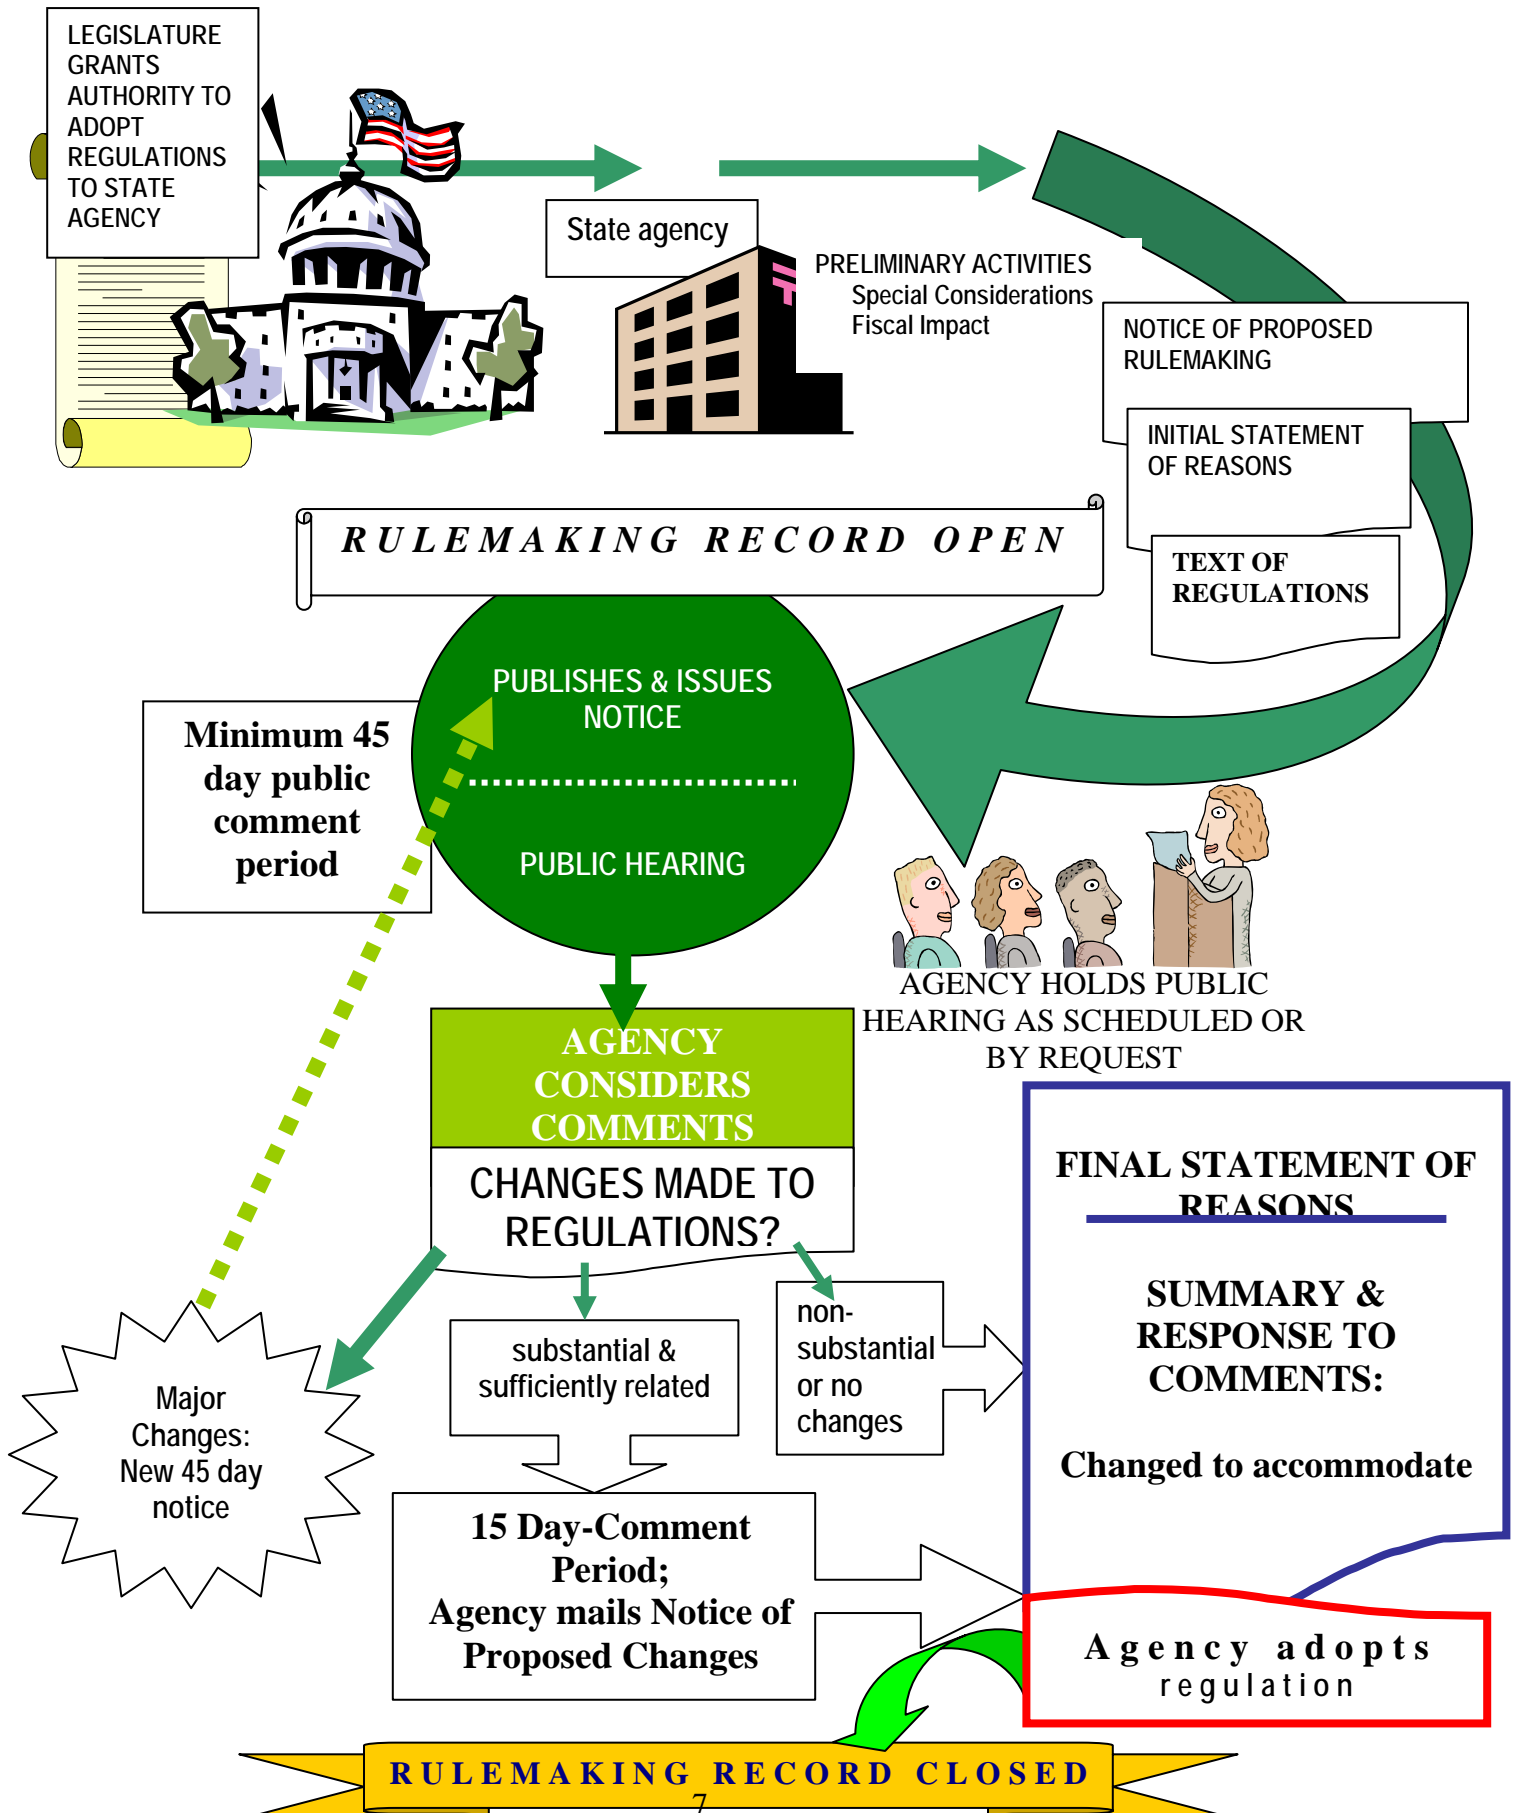 LEGISLATURE
GRANTS
AUTHORITY TO
ADOPT
REGULATIONS
TO STATE
AGENCY
State agency
PRELIMINARY ACTIVITIES
Special Considerations
Fiscal Impact
NOTICE OF PROPOSED
RULEMAKING
INITIAL STATEMENT
OF REASONS
TEXT OF
REGULATIONS
RULEMAKING RECORD OPEN
PUBLISHES & ISSUES
NOTICE
PUBLIC HEARING
Minimum 45
day public
comment
period
AGENCY HOLDS PUBLIC
HEARING AS SCHEDULED OR
BY REQUEST
AGENCY
CONSIDERS
COMMENTS
CHANGES MADE TO
REGULATIONS?
Major
Changes:
New 45 day
notice
substantial &
sufficiently related
non-
substantial
or no
changes
15 Day-Comment
Period;
Agency mails Notice of
Proposed Changes
FINAL STATEMENT OF
REASONS
SUMMARY &
RESPONSE TO
COMMENTS:
Changed to accommodate
Agency adopts
regulation
RULEMAKING RECORD CLOSED
7